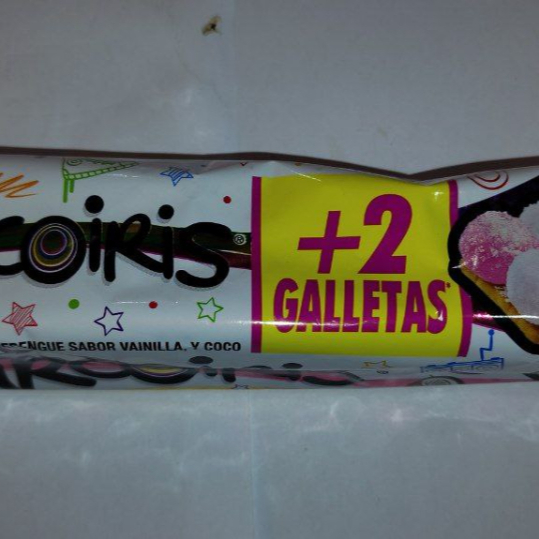 coiris®
+2
GALLETAS*
ERENGUE SABOR VAINILLA, Y COCO